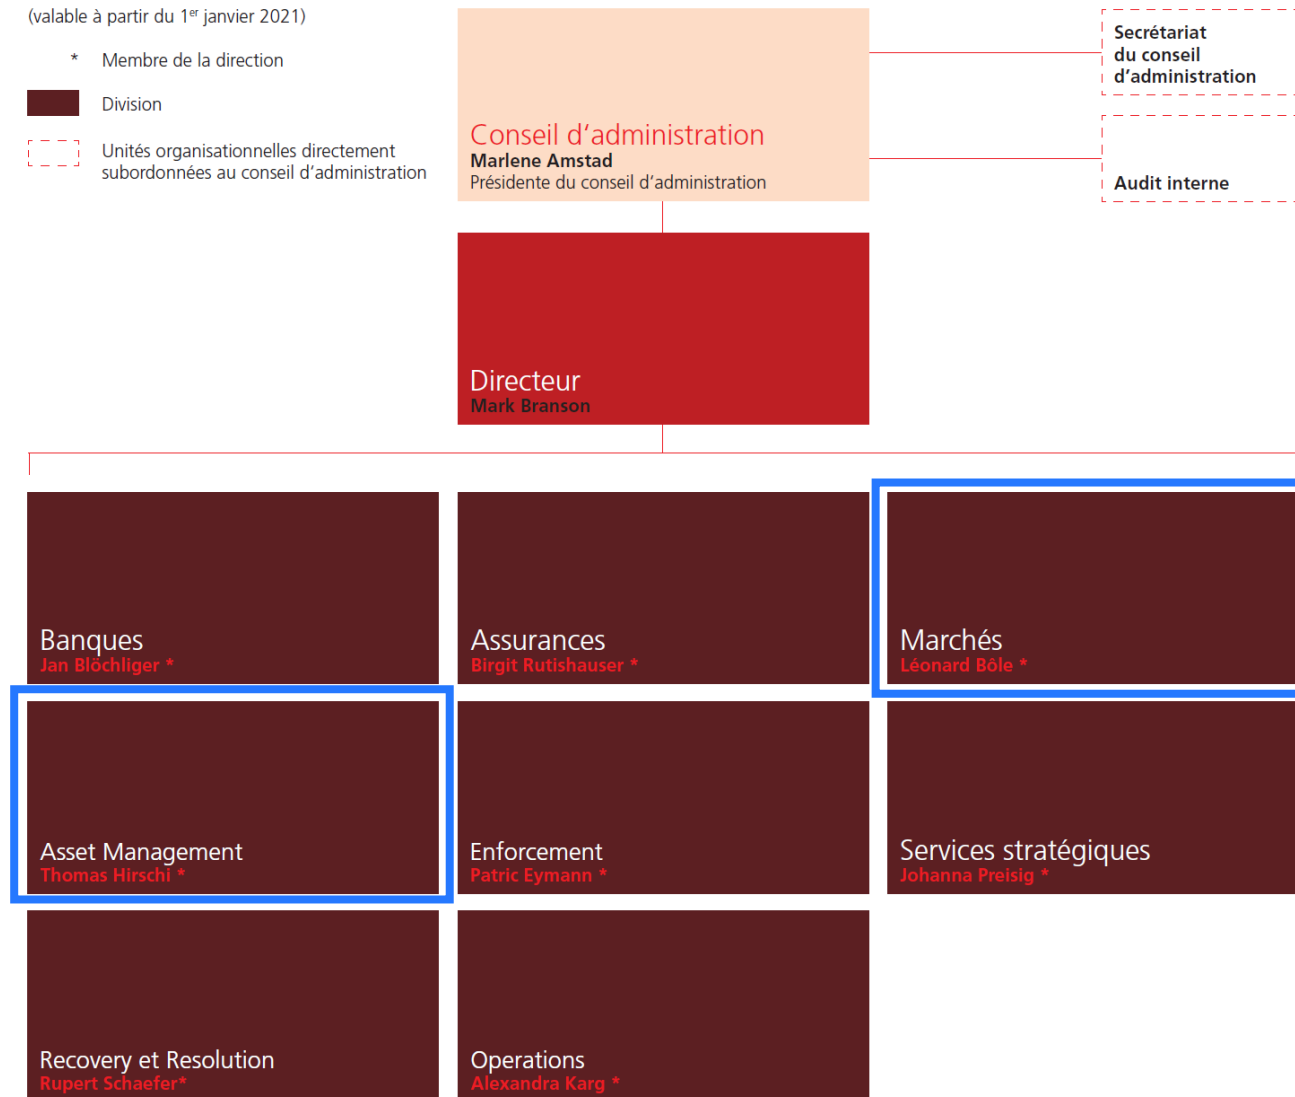 (valable à partir du 1er janvier 2021)
* Membre de la direction
Division
Unités organisationnelles directement
subordonnées au conseil d’administration
Conseil d’administration
Marlene Amstad
Présidente du conseil d’administration
Secrétariat
du conseil
d’administration
Audit interne
Directeur
Mark Branson
Banques
Jan Blöchliger *
Assurances
Birgit Rutishauser *
Marchés
Léonard Bôle *
Asset Management
Thomas Hirschi *
Enforcement
Patric Eymann *
Services stratégiques
Johanna Preisig *
Recovery et Resolution
Rupert Schaefer*
Operations
Alexandra Karg *